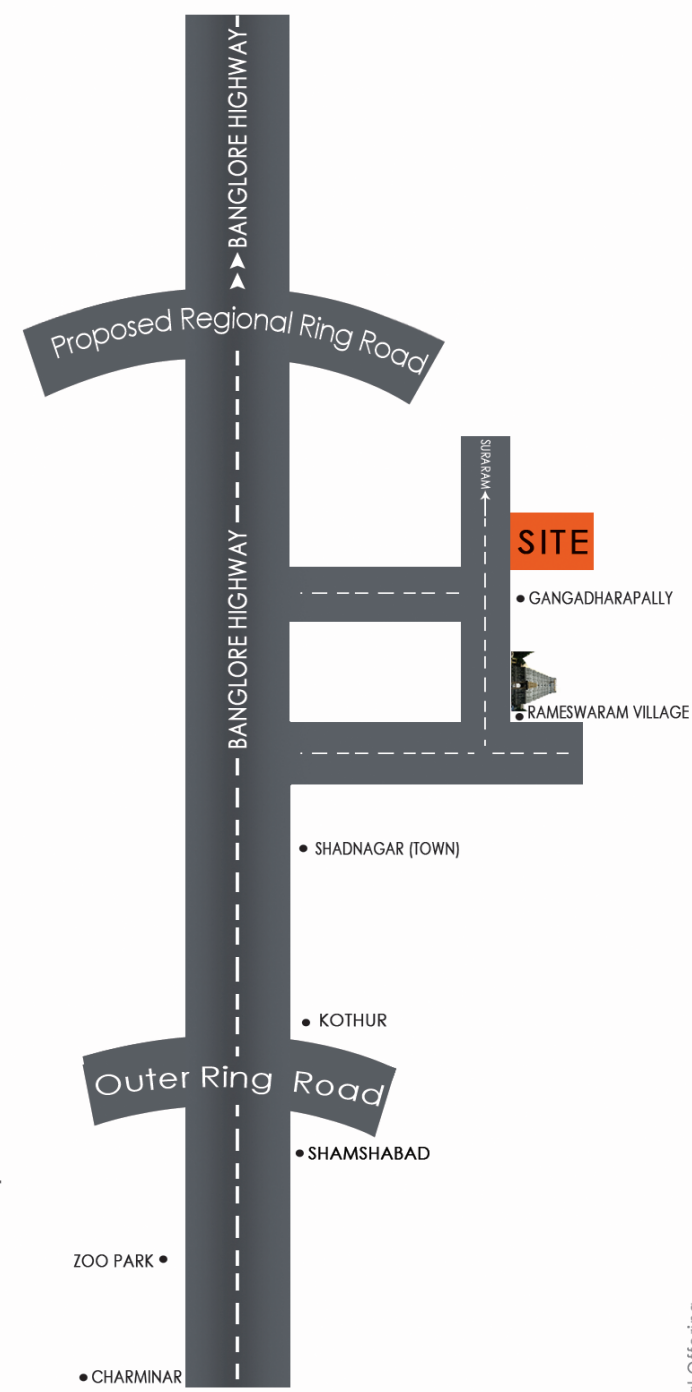 BANGLORE HIGHWAY
Proposed Regional Ring Road
SURARAM
SITE
BANGLORE HIGHWAY
GANGADHARAPALLY
RAMESWARAM VILLAGE
SHADNAGAR (TOWN)
KOTHUR
Outer Ring Road
SHAMSHABAD
ZOO PARK
CHARMINAR
Offering